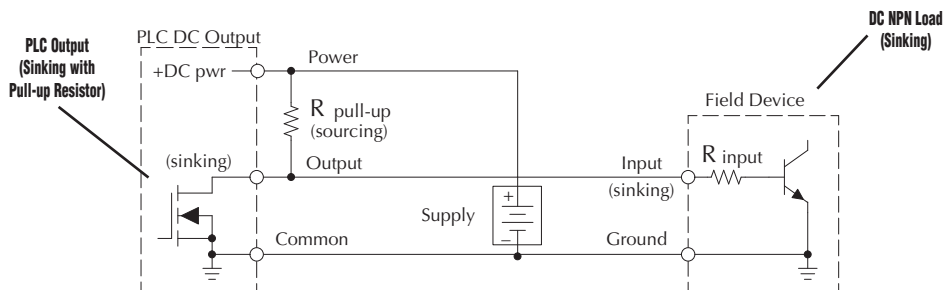 DC NPN Load
(Sinking)
PLC Output
(Sinking with
Pull-up Resistor)
PLC DC Output
+DC pwr
Power
R pull-up
(sourcing)
Field Device
(sinking)
Output
Input
(sinking)
R input
Supply
+
–
Common
Ground